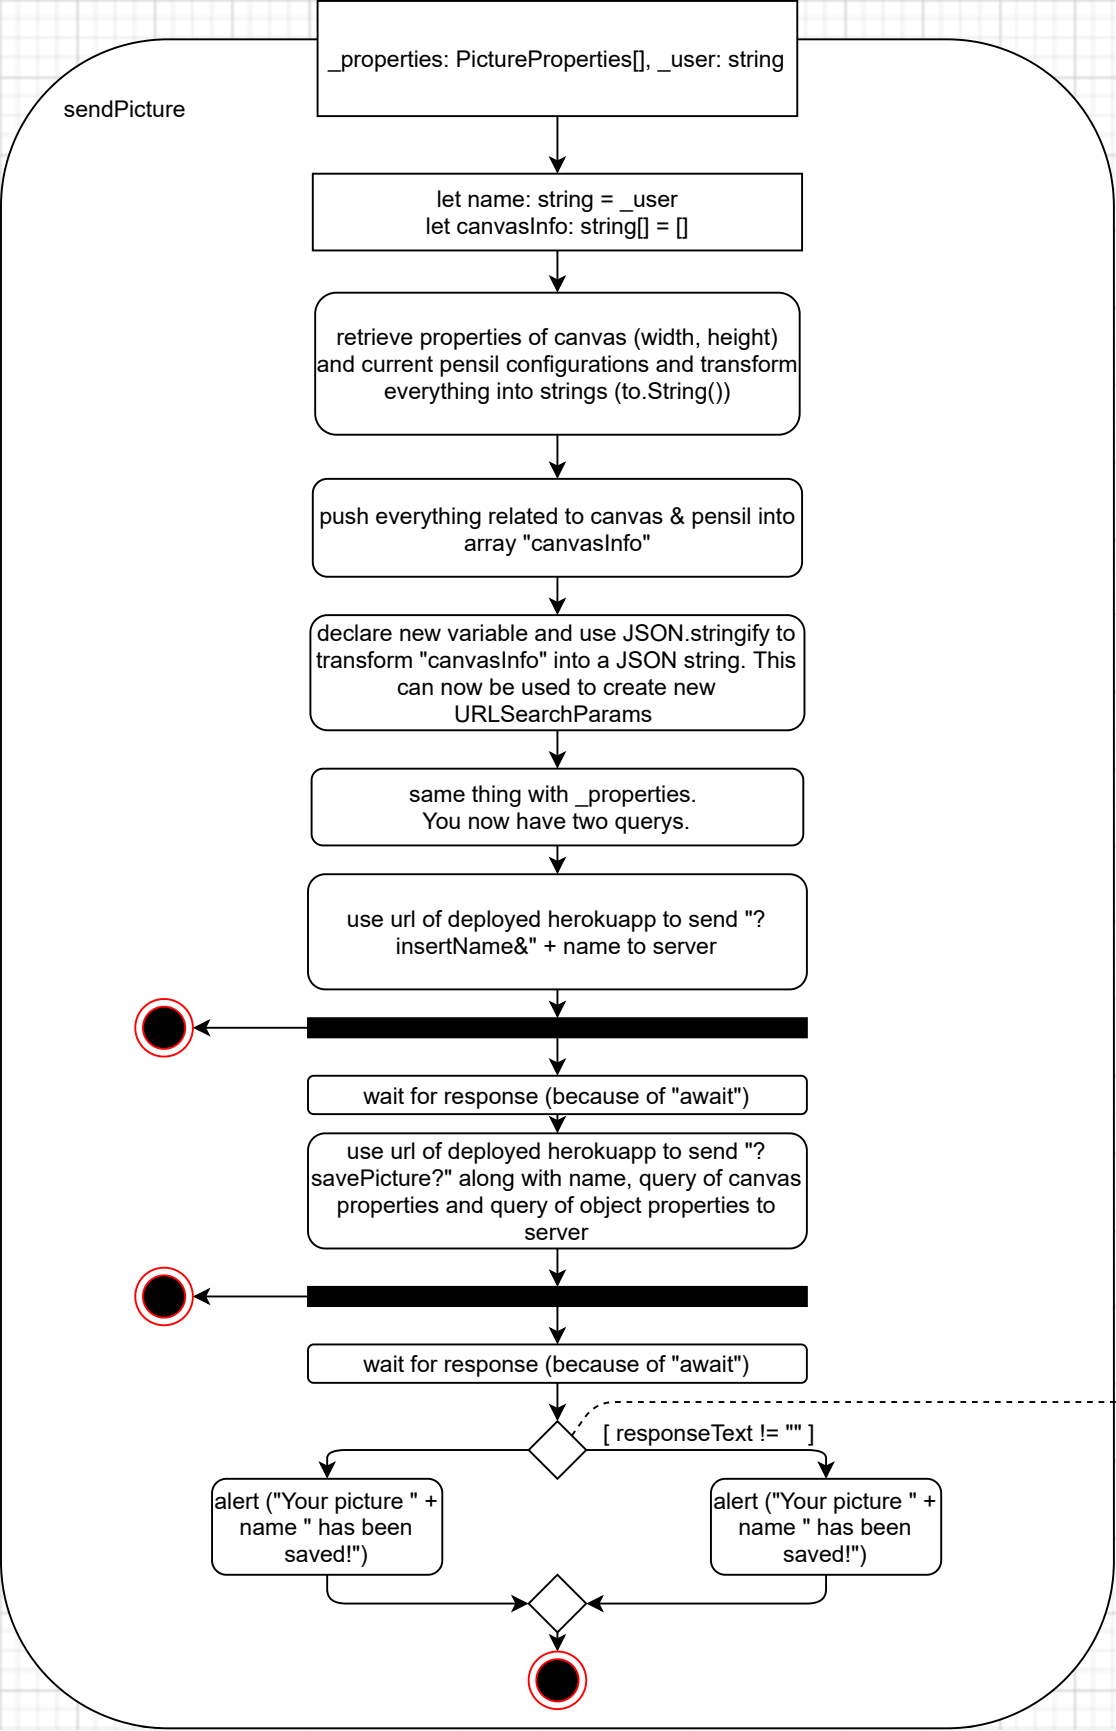 _properties: PictureProperties[], _user: string
sendPicture
let name: string = _user
let canvasInfo: string[] = []
retrieve properties of canvas (width, height)
and current pensil configurations and transform
everything into strings (to.String())
push everything related to canvas & pensil into
array "canvasInfo"
declare new variable and use JSON.stringify to
transform "canvasInfo" into a JSON string. This
can now be used to create new
URLSearchParams
same thing with _properties.
You now have two querys.
use url of deployed herokuapp to send "?
insertName&" + name to server
wait for response (because of "await")
use url of deployed herokuapp to send "?
savePicture?" along with name, query of canvas
properties and query of object properties to
server
wait for response (because of "await")
[ responseText != "" ]
alert ("Your picture " +
name " has been
saved!")
alert ("Your picture " +
name " has been
saved!")